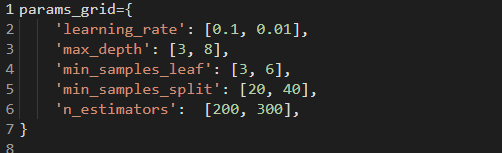 1 params_grid={
2     'learning_rate': [0.1, 0.01],
3     'max_depth': [3, 8],
4     'min_samples_leaf': [3, 6],
5     'min_samples_split': [20, 40],
6     'n_estimators':  [200, 300],
7 }
8